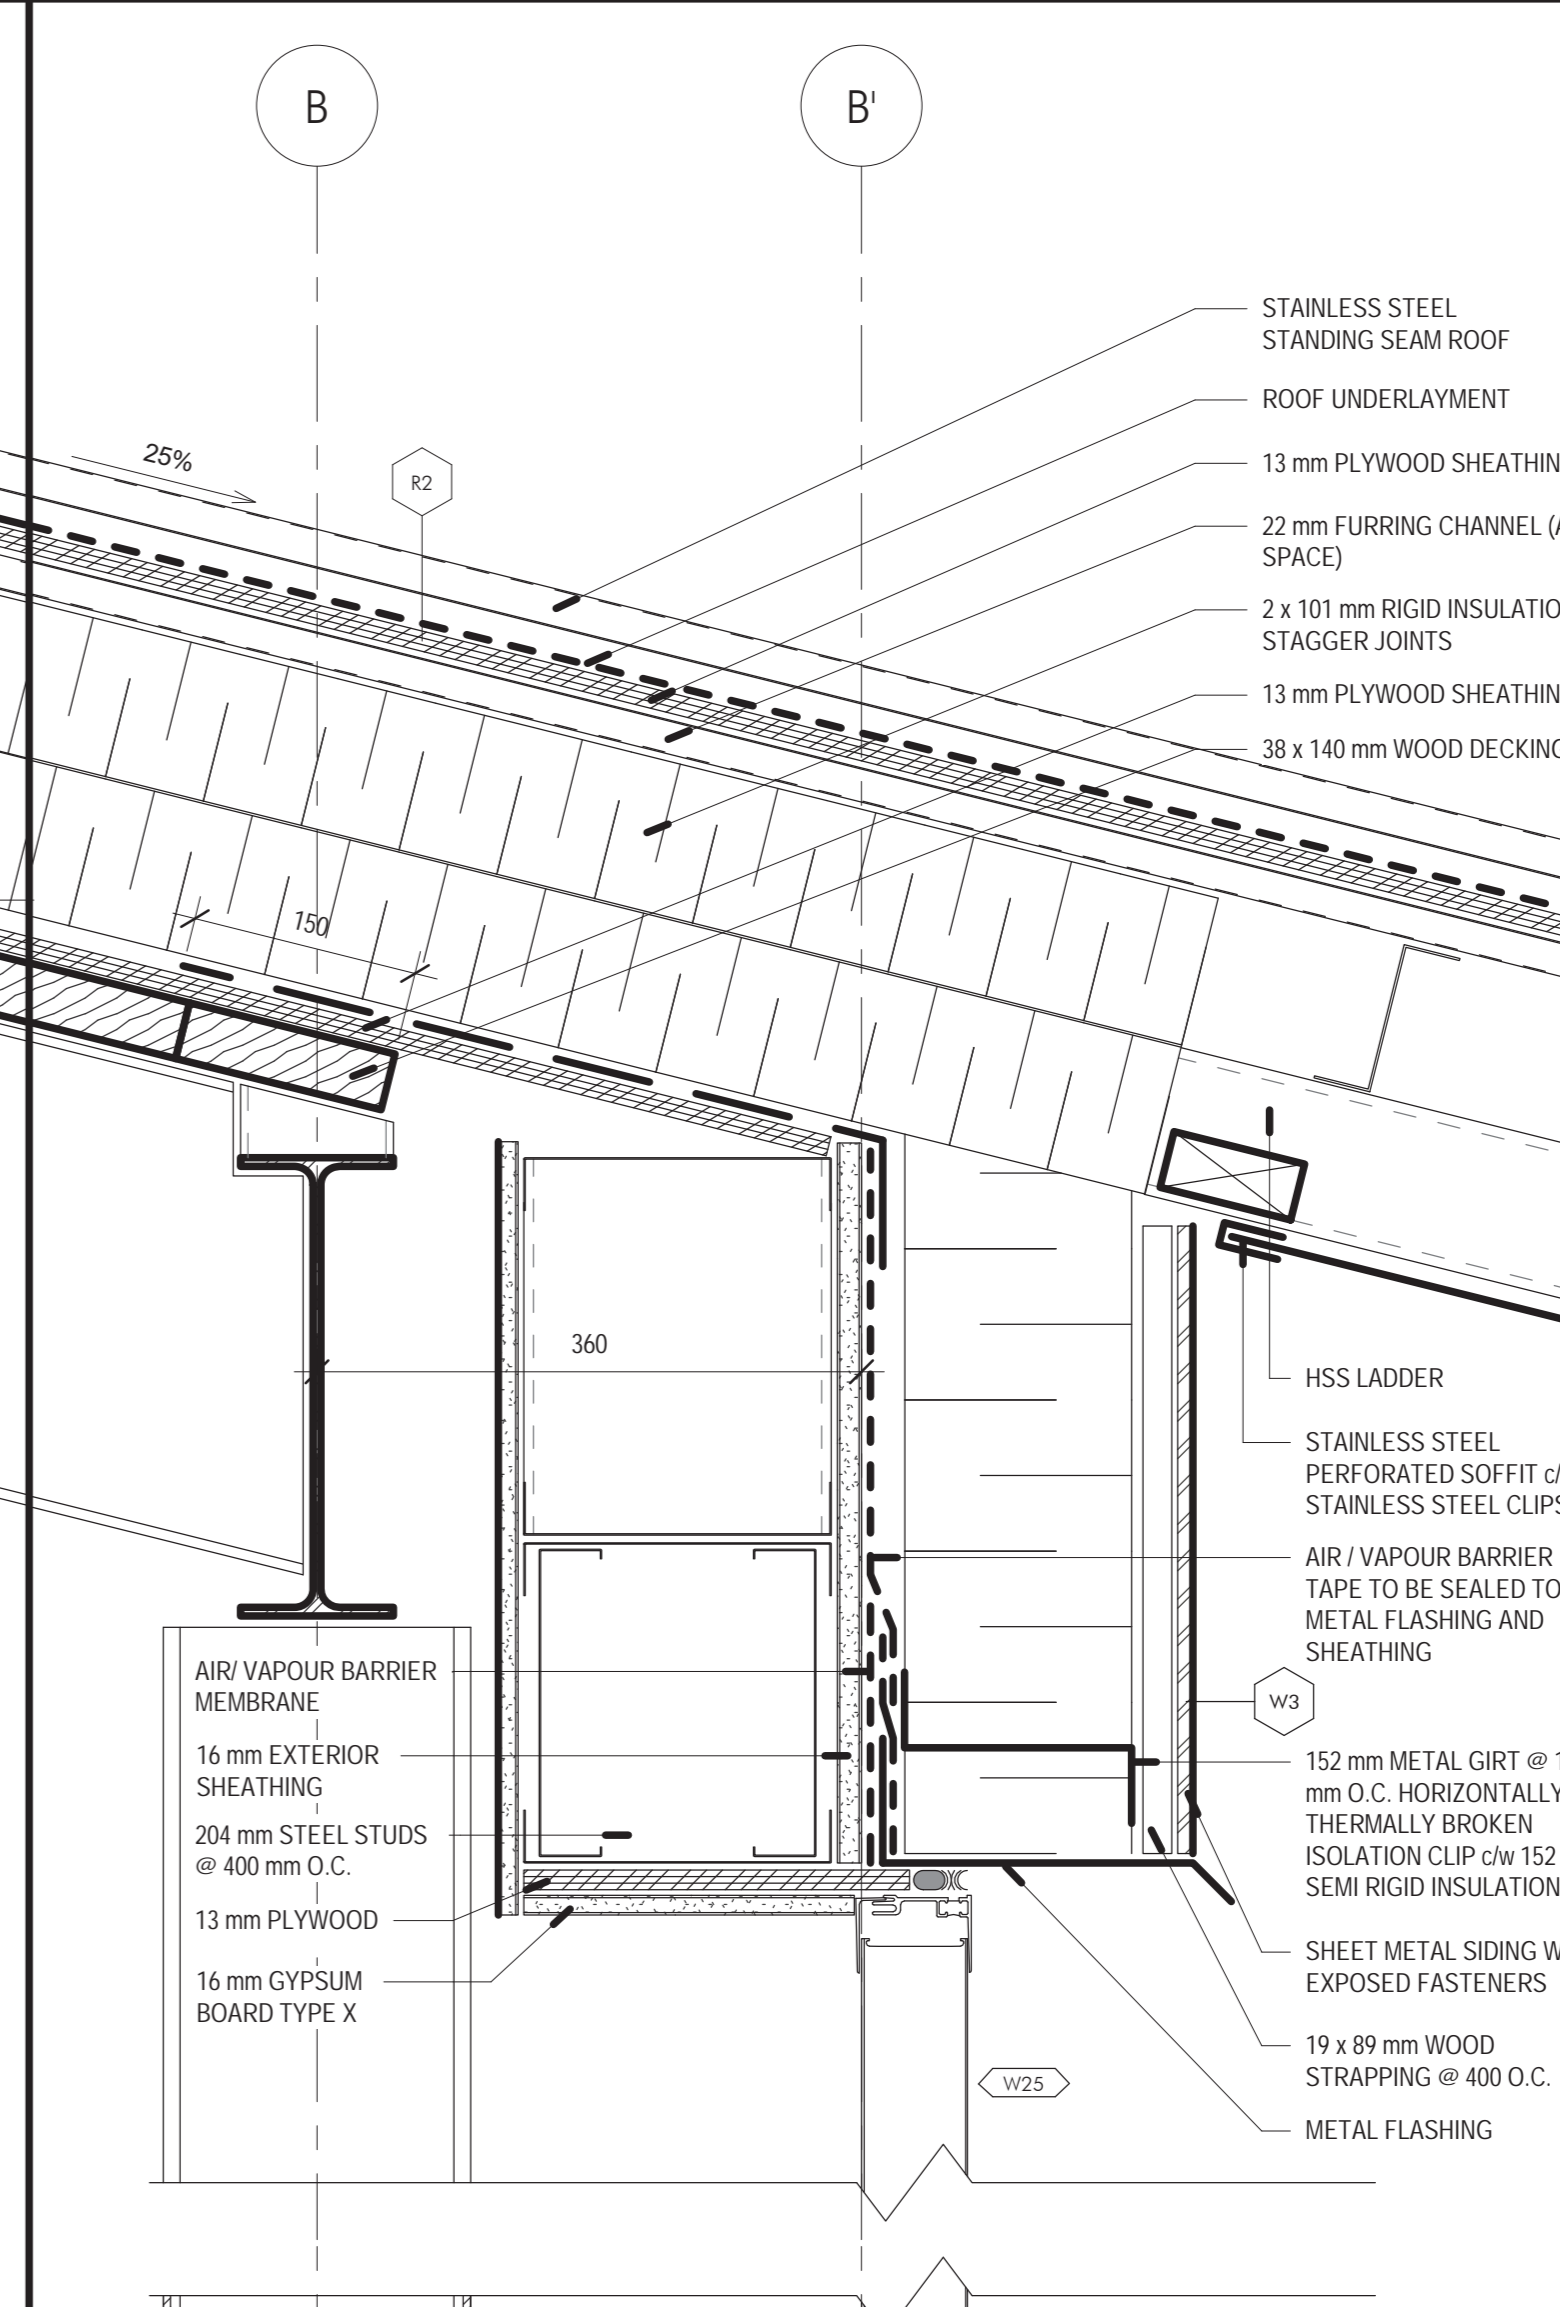 B
B'
STAINLESS STEEL
STANDING SEAM ROOF
ROOF UNDERLAYMENT
25%
R2
13 mm PLYWOOD SHEATHIN
22 mm FURRING CHANNEL (A
SPACE)
2 x 101 mm RIGID INSULATIO
STAGGER JOINTS
13 mm PLYWOOD SHEATHIN
38 x 140 mm WOOD DECKING
150
360
HSS LADDER
STAINLESS STEEL
PERFORATED SOFFIT c/
STAINLESS STEEL CLIPS
AIR / VAPOUR BARRIER
TAPE TO BE SEALED TO
METAL FLASHING AND
SHEATHING
AIR/ VAPOUR BARRIER
MEMBRANE
W3
16 mm EXTERIOR
SHEATHING
204 mm STEEL STUDS
@ 400 mm O.C.
13 mm PLYWOOD
16 mm GYPSUM
BOARD TYPE X
152 mm METAL GIRT @ 1
mm O.C. HORIZONTALLY
THERMALLY BROKEN
ISOLATION CLIP c/w 152
SEMI RIGID INSULATION
SHEET METAL SIDING W
EXPOSED FASTENERS
19 x 89 mm WOOD
STRAPPING @ 400 O.C.
W25
METAL FLASHING